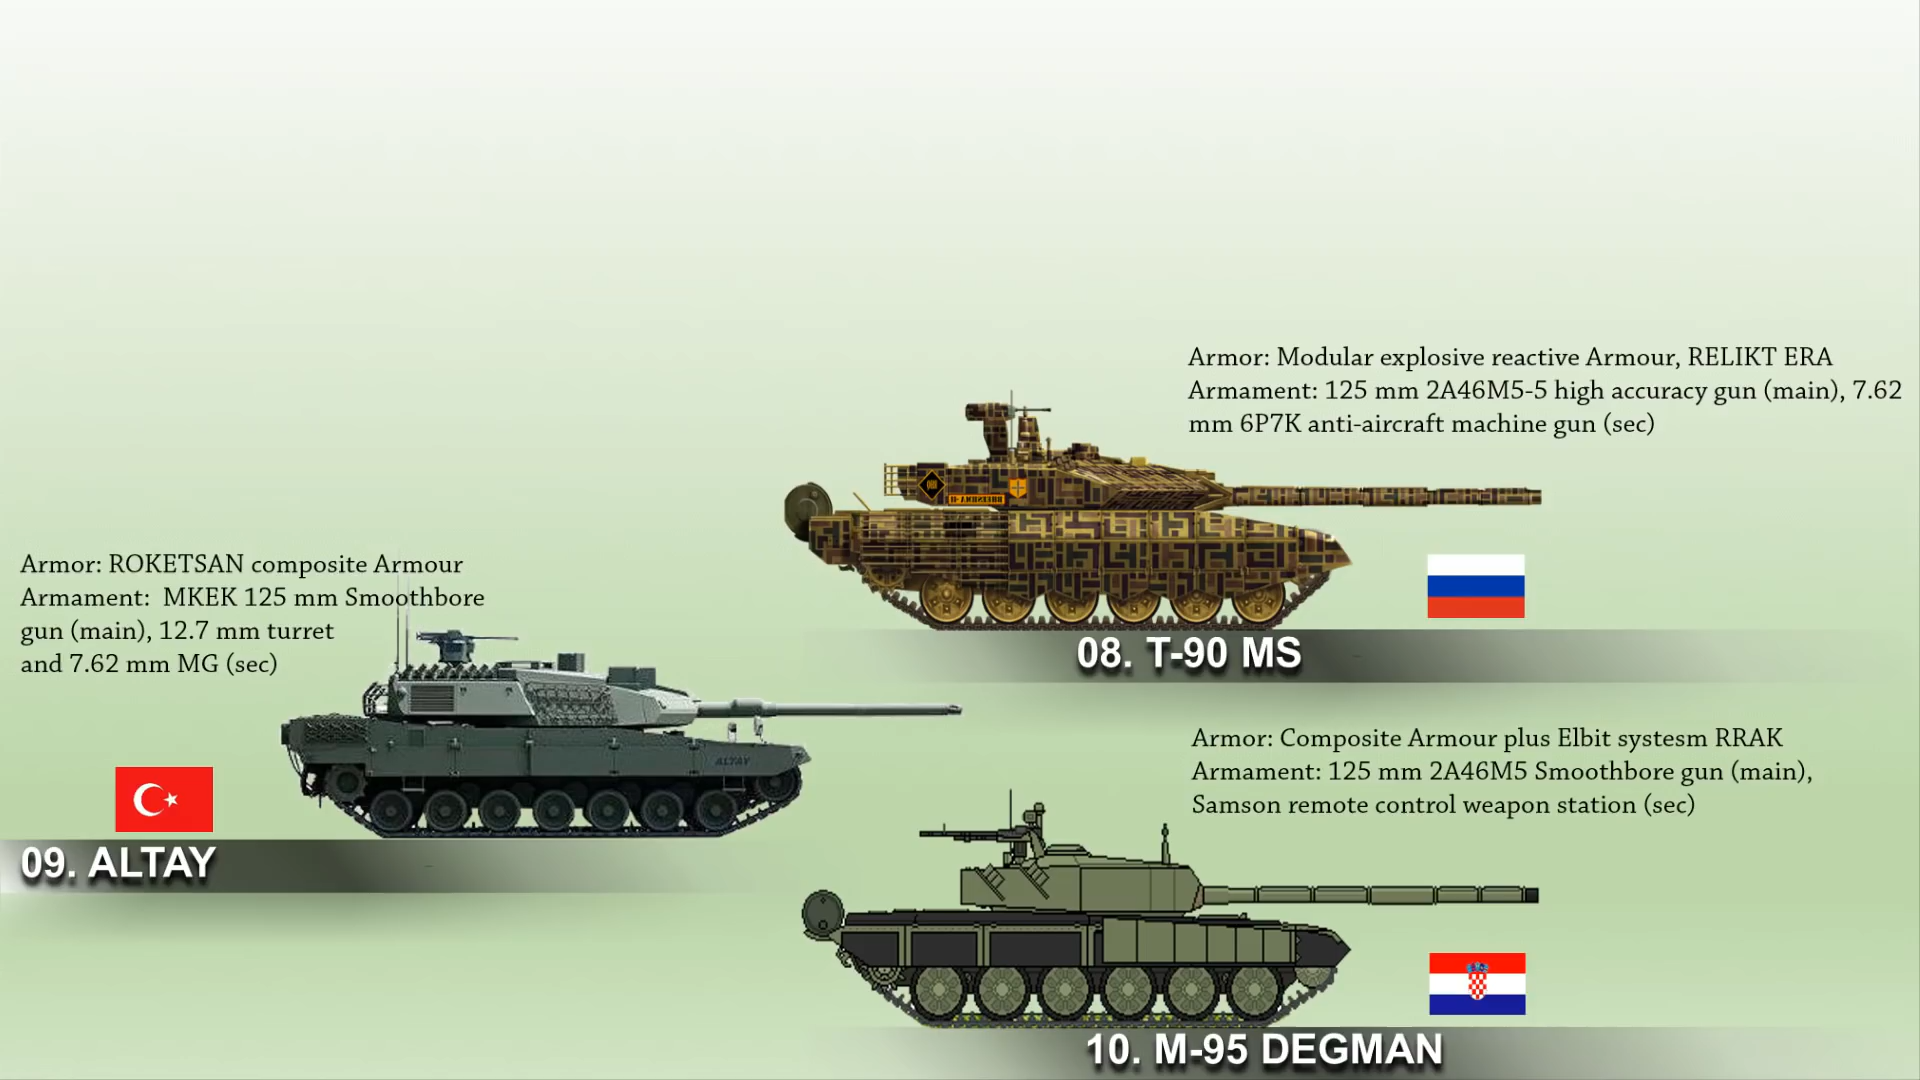 Armor: Modular explosive reactive Armour, RELIKT ERA
Armament: 125 mm 2A46M5-5 high accuracy gun (main), 7.62
mm 6P7K anti-aircraft machine gun (sec)
08. T-90 MS
Armor: ROKETSAN composite Armour
Armament:  MKEK 125 mm Smoothbore
gun (main), 12.7 mm turret
and 7.62 mm MG (sec)
ALTAY
09. ALTAY
Armor: Composite Armour plus Elbit systesm RRAK
Armament: 125 mm 2A46M5 Smoothbore gun (main),
Samson remote control weapon station (sec)
10. M-95 DEGMAN